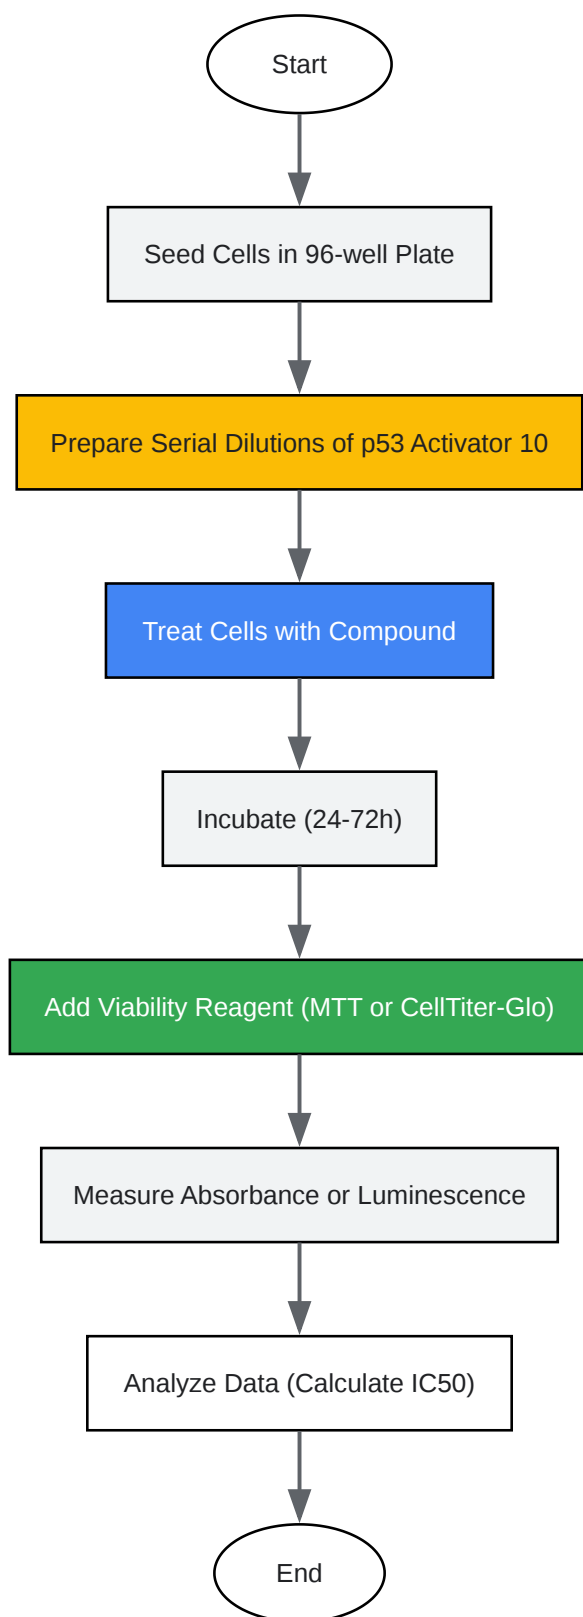 Start
Seed Cells in 96-well Plate
Prepare Serial Dilutions of p53 Activator 10
Treat Cells with Compound
Incubate (24-72h)
Add Viability Reagent (MTT or CellTiter-Glo)
Measure Absorbance or Luminescence
Analyze Data (Calculate IC50)
End